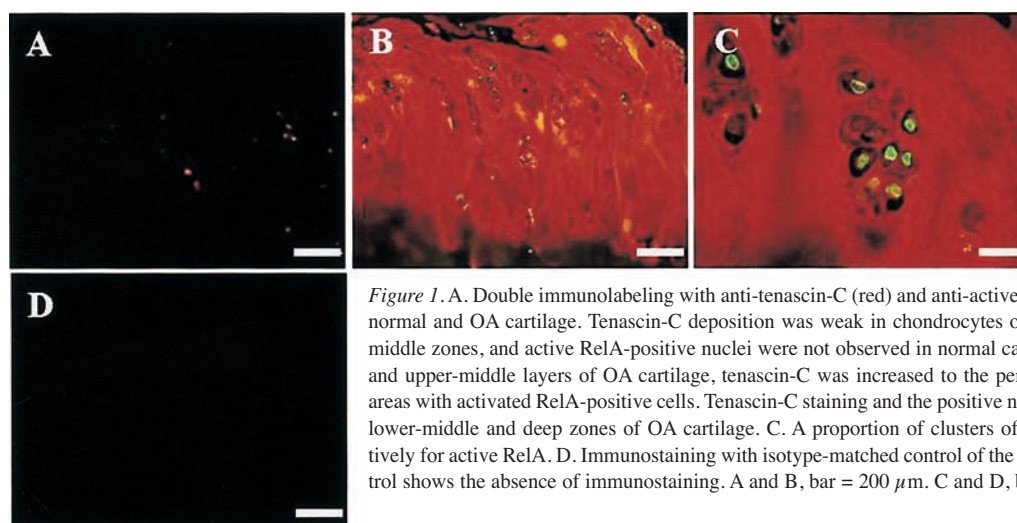 A
B
C
D
Figure 1. A. Double immunolabeling with anti-tenascin-C (red) and anti-active
normal and OA cartilage. Tenascin-C deposition was weak in chondrocytes o
middle zones, and active RelA-positive nuclei were not observed in normal ca
and upper-middle layers of OA cartilage, tenascin-C was increased to the per
areas with activated RelA-positive cells. Tenascin-C staining and the positive n
lower-middle and deep zones of OA cartilage. C. A proportion of clusters of
tively for active RelA. D. Immunostaining with isotype-matched control of the
trol shows the absence of immunostaining. A and B, bar = 200 µm. C and D, b